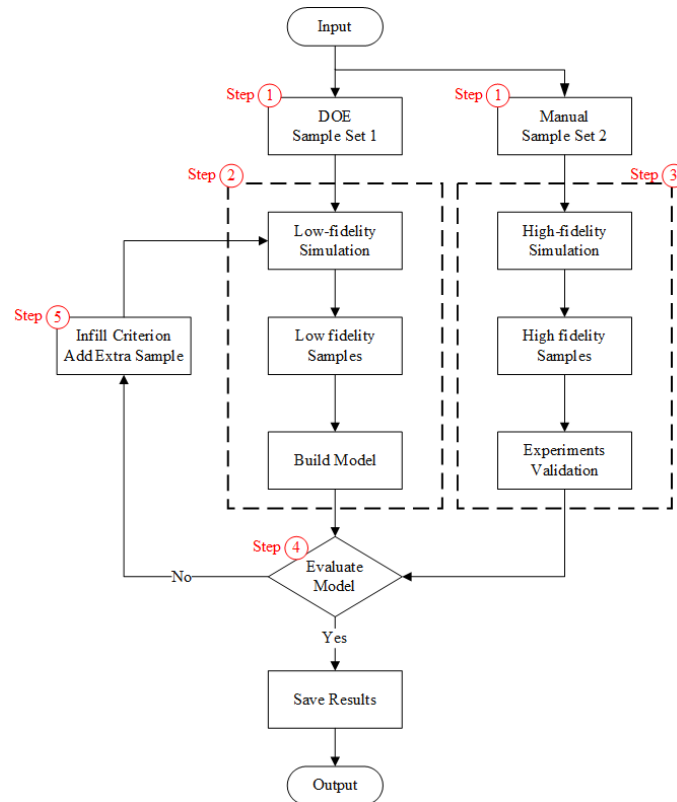 Input
Step 1
DOE
Sample Set 1
Step 1
Manual
Sample Set 2
Step 2
Low-fidelity
Simulation
Low fidelity
Samples
Build Model
Step 3
High-fidelity
Simulation
High fidelity
Samples
Experiments
Validation
Step 5
Infill Criterion
Add Extra Sample
Step 4
Evaluate
Model
No
Yes
Save Results
Output